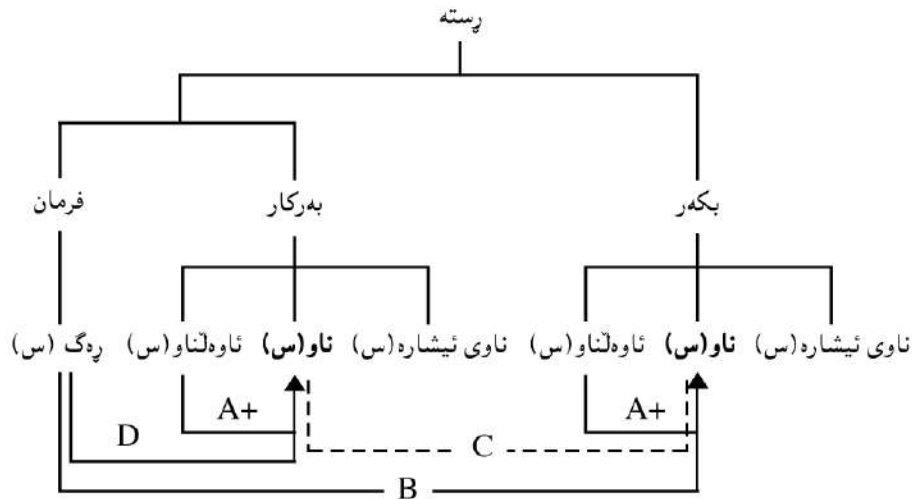 ڕستە
بکەر
بەرکار
فرمان
ناوی ئیشارە(س) ناو(س) ئاوەڵناو(س) ناوی ئیشارە(س) ناو(س) ئاوەڵناو(س) ڕەگ (س)
A+ A+
D C
B